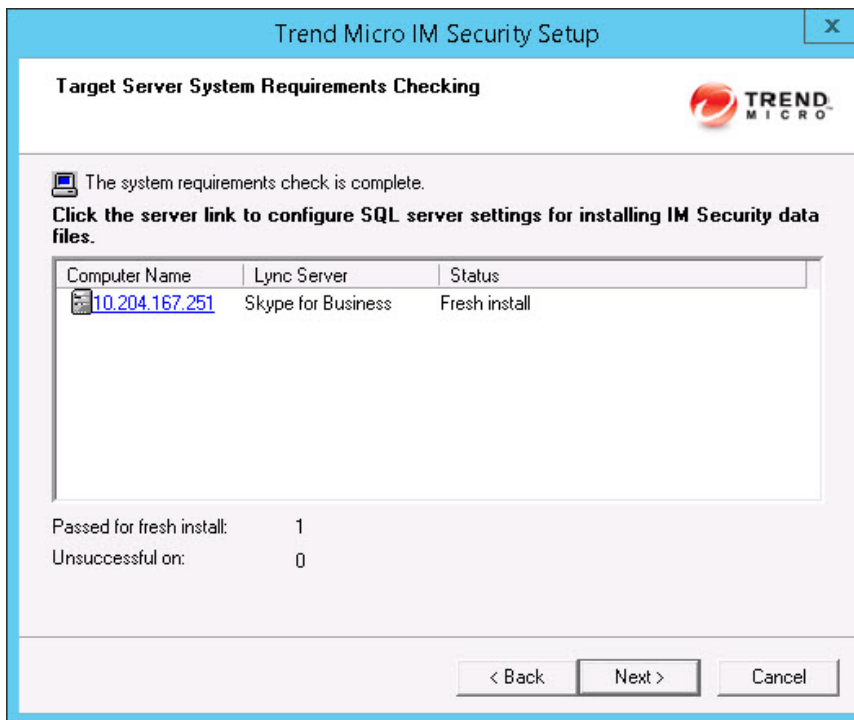 Trend Micro IM Security Setup
x
Target Server System Requirements Checking
TREND
MICRO
The system requirements check is complete.
Click the server link to configure SQL server settings for installing IM Security data
files.
Computer Name Lync Server Status
10.204.167.251 Skype for Business Fresh install
Passed for fresh install: 1
Unsuccessful on: 0
< Back Next > Cancel